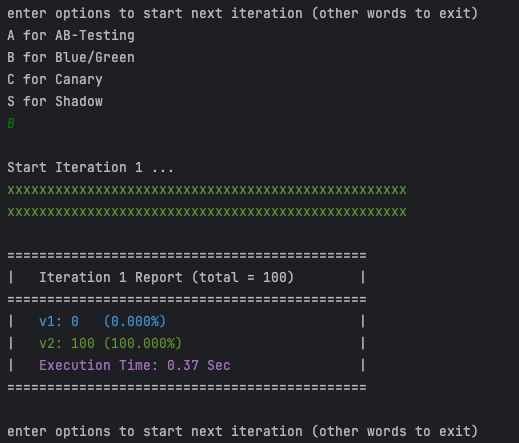 enter options to start next iteration (other words to exit)
A for AB-Testing
B for Blue/Green
C for Canary
S for Shadow
B
Start Iteration 1 ...
xxxxxxxxxxxxxxxxxxxxxxxxxxxxxxxxxxxxxxxxxxxxxxxxxx
xxxxxxxxxxxxxxxxxxxxxxxxxxxxxxxxxxxxxxxxxxxxxxxxxx
=============================================
|   Iteration 1 Report (total = 100)        |
=============================================
|   v1: 0   (0.000%)                        |
|   v2: 100 (100.000%)                      |
|   Execution Time: 0.37 Sec                |
=============================================
enter options to start next iteration (other words to exit)